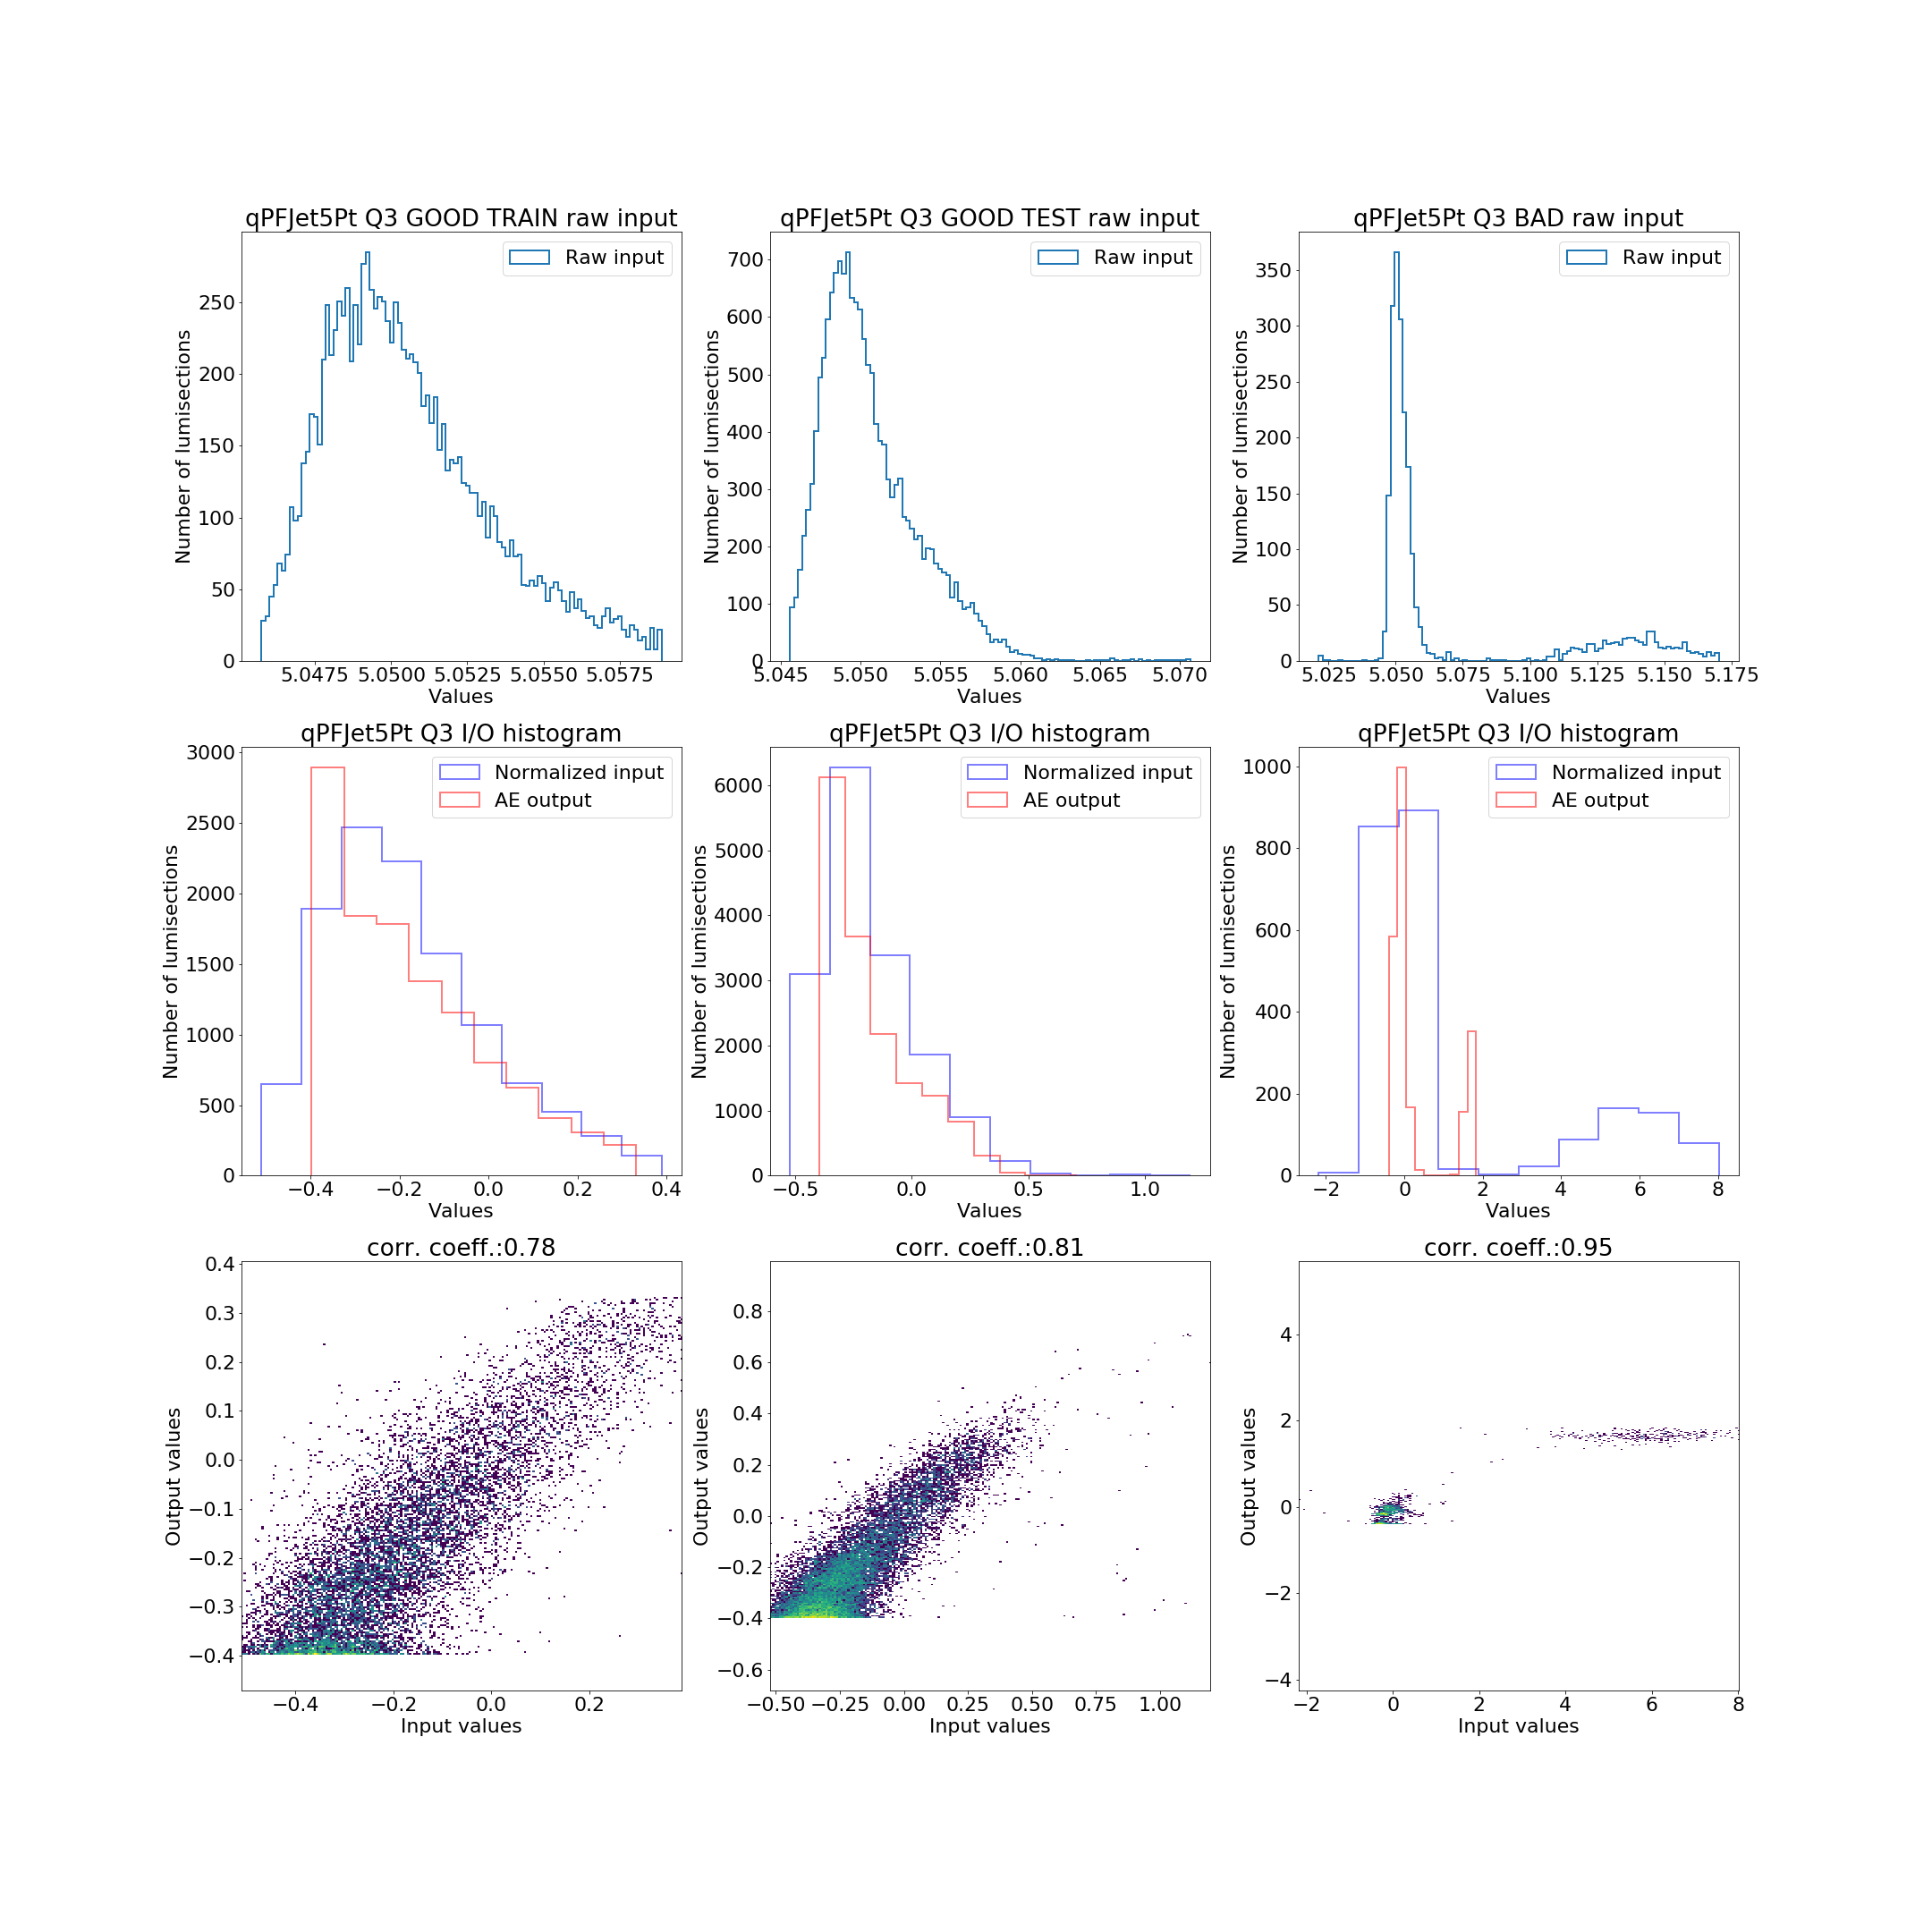 qPFJet5Pt Q3 GOOD TRAIN raw input
Raw input
Number of lumisections
250
200
150
100
50
0
5.0475 5.0500 5.0525 5.0550 5.0575
Values
qPFJet5Pt Q3 GOOD TEST raw input
Raw input
Number of lumisections
700
600
500
400
300
200
100
0
5.045 5.050 5.055 5.060 5.065 5.070
Values
qPFJet5Pt Q3 BAD raw input
Raw input
Number of lumisections
350
300
250
200
150
100
50
0
5.025 5.050 5.075 5.100 5.125 5.150 5.175
Values
qPFJet5Pt Q3 I/O histogram
Normalized input
AE output
Number of lumisections
3000
2500
2000
1500
1000
500
0
−0.4 −0.2 0.0 0.2 0.4
Values
qPFJet5Pt Q3 I/O histogram
Normalized input
AE output
Number of lumisections
6000
5000
4000
3000
2000
1000
0
−0.5 0.0 0.5 1.0
Values
qPFJet5Pt Q3 I/O histogram
Normalized input
AE output
Number of lumisections
1000
800
600
400
200
0
−2 0 2 4 6 8
Values
corr. coeff.:0.78
Output values
0.4
0.3
0.2
0.1
0.0
−0.1
−0.2
−0.3
−0.4
−0.4 −0.2 0.0 0.2
Input values
corr. coeff.:0.81
Output values
0.8
0.6
0.4
0.2
0.0
−0.2
−0.4
−0.6
−0.50 −0.25 0.00 0.25 0.50 0.75 1.00
Input values
corr. coeff.:0.95
Output values
4
2
0
−2
−4
−2 0 2 4 6 8
Input values